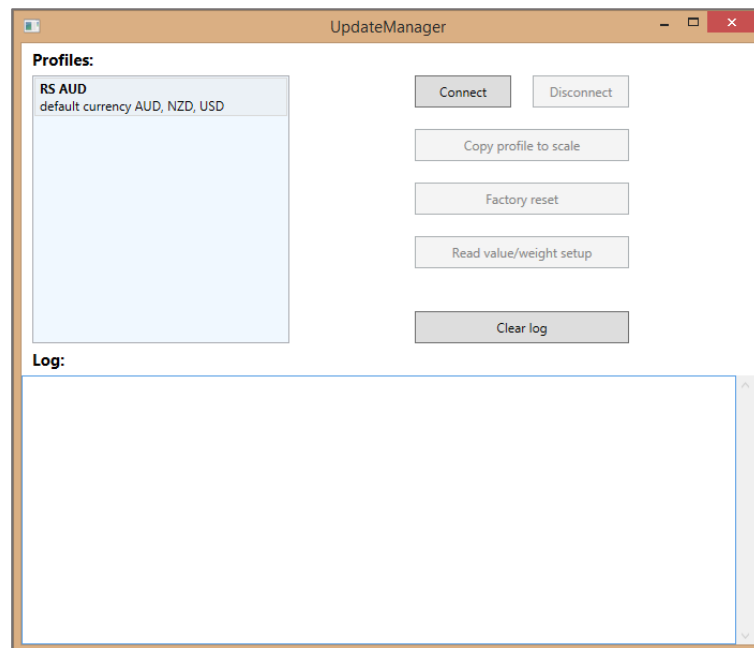 UpdateManager
Profiles:
RS AUD
default currency AUD, NZD, USD
Connect
Disconnect
Copy profile to scale
Factory reset
Read value/weight setup
Clear log
Log: